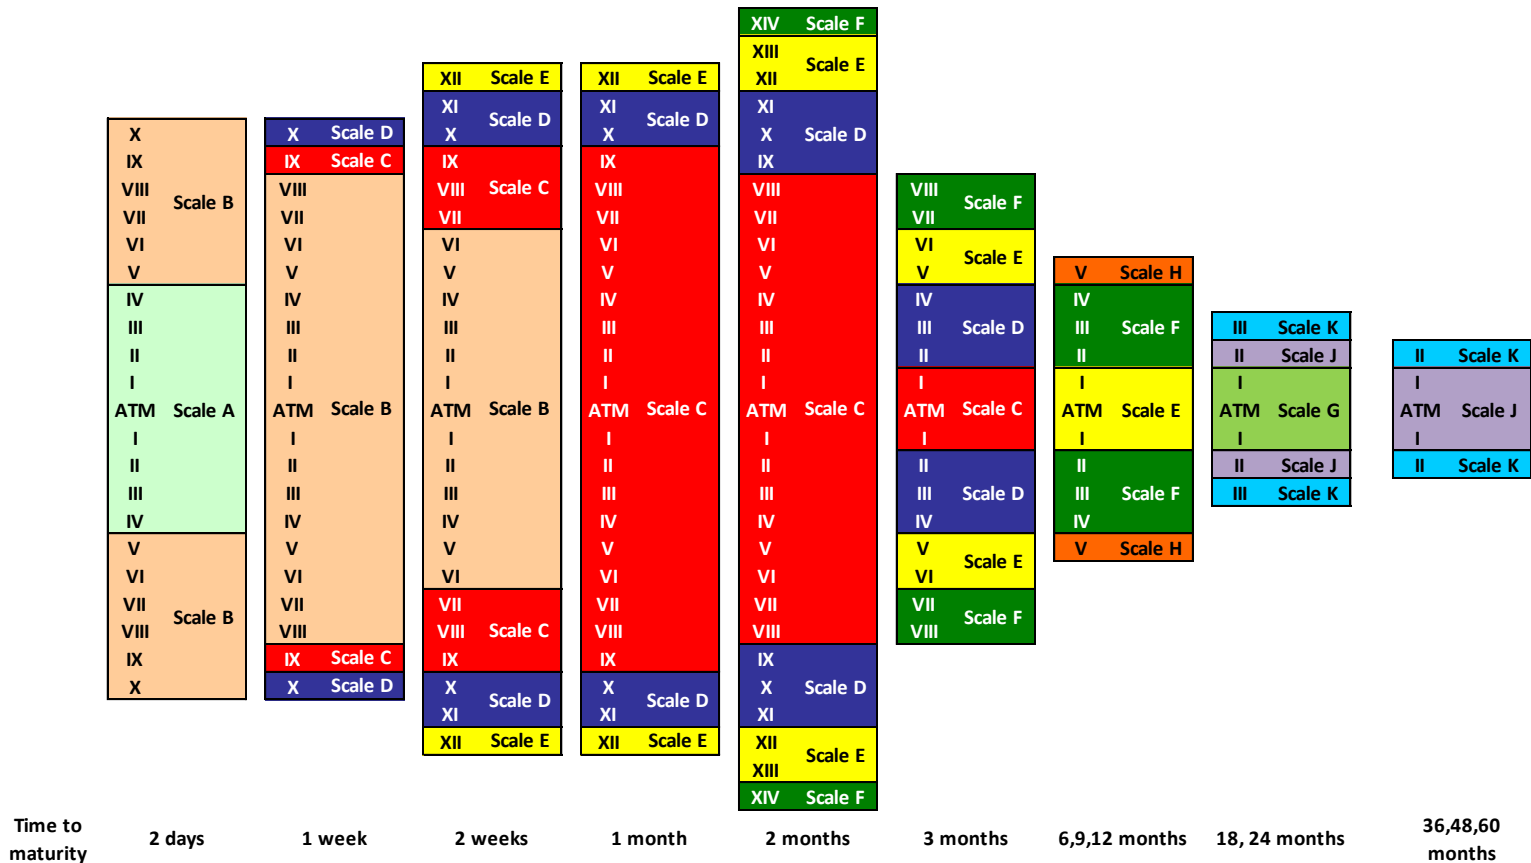 X
IX
VIII
Scale B
VII
VI
V
IV
III
II
I
ATM Scale A
I
II
III
IV
V
VI
VII
Scale B
VIII
IX
X
X Scale D
IX Scale C
VIII
VII
VI
V
IV
III
II
I
ATM Scale B
I
II
III
IV
V
VI
VII
VIII
IX Scale C
X Scale D
XII Scale E
XI
Scale D
X
IX
VIII Scale C
VII
VI
V
IV
III
II
I
ATM Scale B
I
II
III
IV
V
VI
VII
VIII Scale C
IX
X
Scale D
XI
XII Scale E
XII Scale E
XI
Scale D
X
IX
VIII
VII
VI
V
IV
III
II
I
ATM Scale C
I
II
III
IV
V
VI
VII
VIII
IX
X
Scale D
XI
XII Scale E
XIV Scale F
XIII
Scale E
XII
XI
X Scale D
IX
VIII
VII
VI
V
IV
III
II
I
ATM Scale C
I
II
III
IV
V
VI
VII
VIII
IX
X Scale D
XI
XII
Scale E
XIII
XIV Scale F
VIII
Scale F
VII
VI
Scale E
V
IV
III Scale D
II
I
ATM Scale C
I
II
III Scale D
IV
V
Scale E
VI
VII
Scale F
VIII
V Scale H
IV
III Scale F
II
I
ATM Scale E
I
II
III Scale F
IV
V Scale H
III Scale K
II Scale J
I
ATM Scale G
I
II Scale J
III Scale K
II Scale K
I
ATM Scale J
I
II Scale K
Time to
maturity
2 days
1 week
2 weeks
1 month
2 months
3 months
6,9,12 months
18, 24 months
36,48,60
months